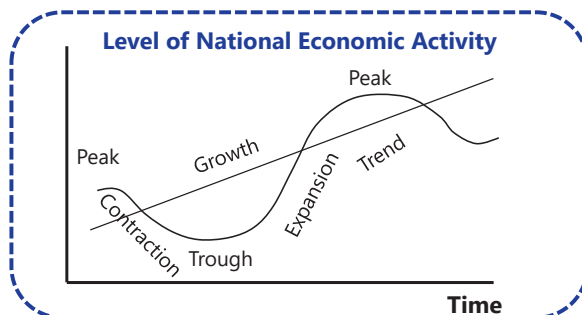 Level of National Economic Activity
Peak
Peak
Growth
Trend
Expansion
Contraction
Trough
Time